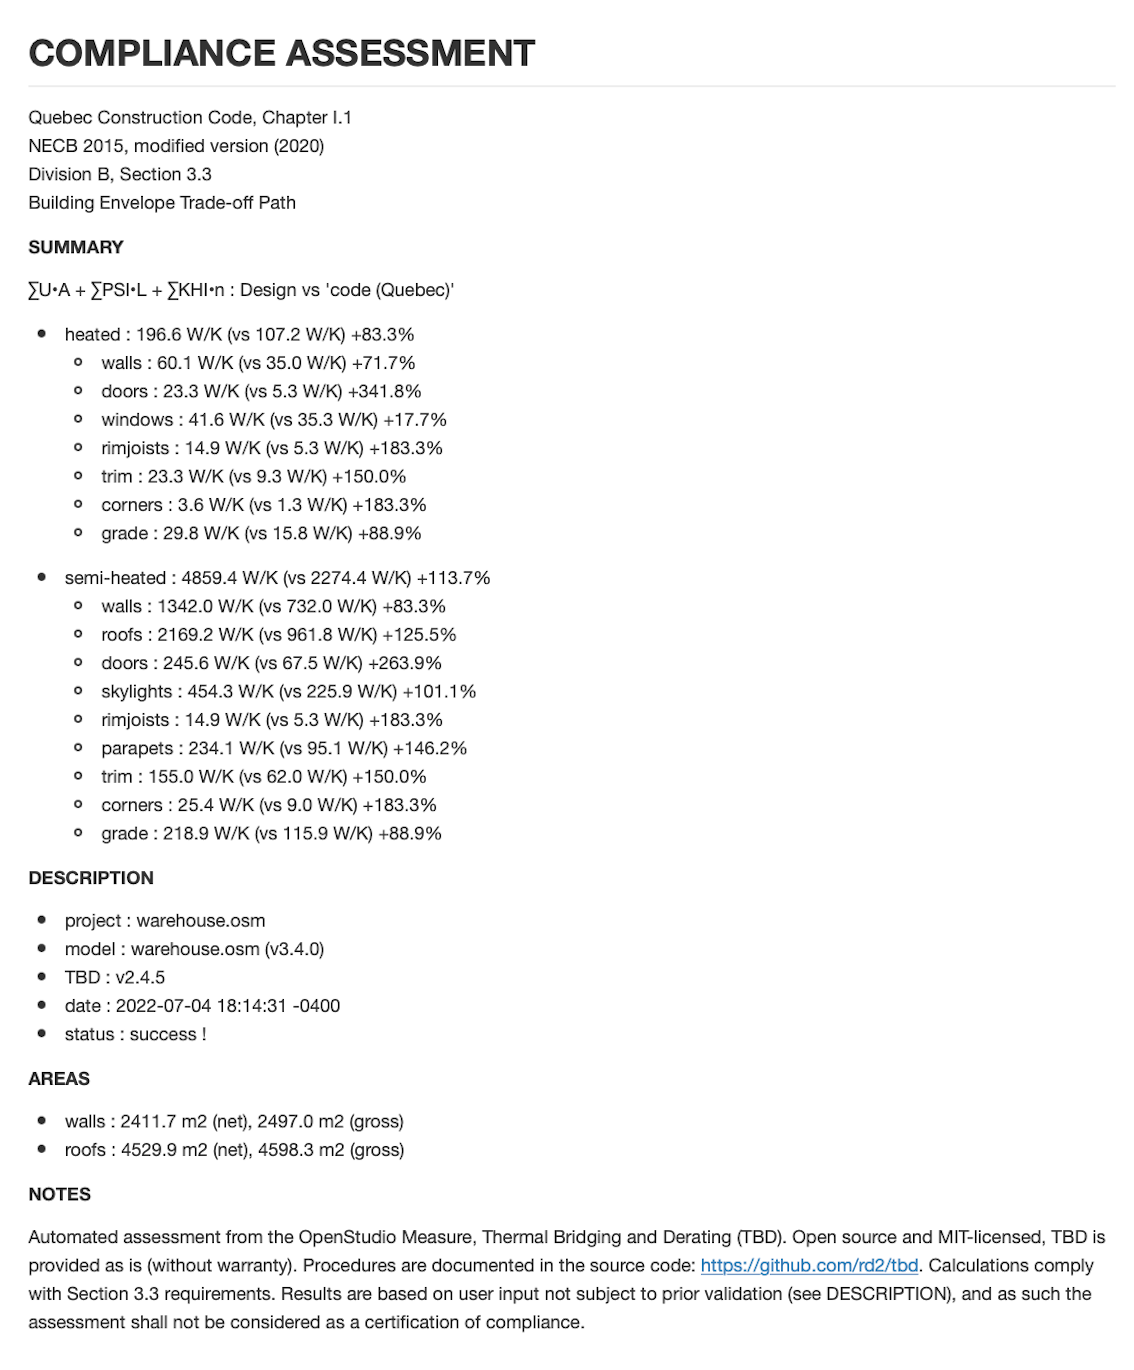 COMPLIANCE ASSESSMENT
Quebec Construction Code, Chapter I.1
NECB 2015, modified version (2020)
Division B, Section 3.3
Building Envelope Trade-off Path
SUMMARY
∑U•A + ∑PSI•L + ∑KHI•n : Design vs 'code (Quebec)'
• heated : 196.6 W/K (vs 107.2 W/K) +83.3%
◦ walls : 60.1 W/K (vs 35.0 W/K) +71.7%
◦ doors : 23.3 W/K (vs 5.3 W/K) +341.8%
◦ windows : 41.6 W/K (vs 35.3 W/K) +17.7%
◦ rimjoists : 14.9 W/K (vs 5.3 W/K) +183.3%
◦ trim : 23.3 W/K (vs 9.3 W/K) +150.0%
◦ corners : 3.6 W/K (vs 1.3 W/K) +183.3%
◦ grade : 29.8 W/K (vs 15.8 W/K) +88.9%
• semi-heated : 4859.4 W/K (vs 2274.4 W/K) +113.7%
◦ walls : 1342.0 W/K (vs 732.0 W/K) +83.3%
◦ roofs : 2169.2 W/K (vs 961.8 W/K) +125.5%
◦ doors : 245.6 W/K (vs 67.5 W/K) +263.9%
◦ skylights : 454.3 W/K (vs 225.9 W/K) +101.1%
◦ rimjoists : 14.9 W/K (vs 5.3 W/K) +183.3%
◦ parapets : 234.1 W/K (vs 95.1 W/K) +146.2%
◦ trim : 155.0 W/K (vs 62.0 W/K) +150.0%
◦ corners : 25.4 W/K (vs 9.0 W/K) +183.3%
◦ grade : 218.9 W/K (vs 115.9 W/K) +88.9%
DESCRIPTION
• project : warehouse.osm
• model : warehouse.osm (v3.4.0)
• TBD : v2.4.5
• date : 2022-07-04 18:14:31 -0400
• status : success !
AREAS
• walls : 2411.7 m2 (net), 2497.0 m2 (gross)
• roofs : 4529.9 m2 (net), 4598.3 m2 (gross)
NOTES
Automated assessment from the OpenStudio Measure, Thermal Bridging and Derating (TBD). Open source and MIT-licensed, TBD is
provided as is (without warranty). Procedures are documented in the source code: https://github.com/rd2/tbd. Calculations comply
with Section 3.3 requirements. Results are based on user input not subject to prior validation (see DESCRIPTION), and as such the
assessment shall not be considered as a certification of compliance.